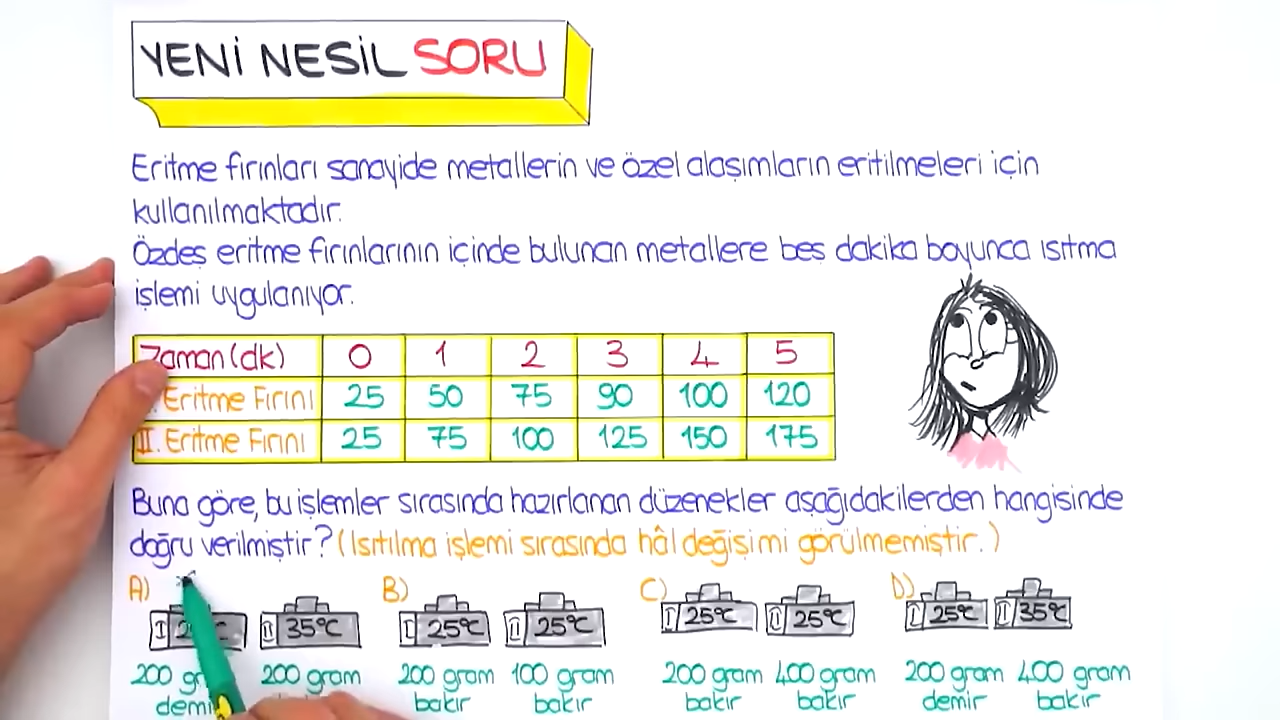 YENİ NESİL SORU
Eritme fırınları sanayide metallerin ve özel alaşımların eritilmeleri için
kullanılmaktadır.
Özdeş eritme fırınlarının içinde bulunan metallere beş dakika boyunca ısıtma
işlemi uygulanıyor.
Zaman (dk) 0 1 2 3 4 5
. Eritme Fırını 25 50 75 90 100 120
II. Eritme Fırını 25 75 100 125 150 175
Buna göre, bu işlemler sırasında hazırlanan düzenekler aşağıdakilerden hangisinde
doğru verilmiştir? (Isıtılma işlemi sırasında hâl değişimi görülmemiştir.)
A) B) C) D)
I II 35°C I 25°C II 25°C I 25°C II 25°C I 25°C II 35°C
200 200 gram 200 gram 100 gram 200 gram 400 gram 200 gram 400 gram
bakır bakır bakır bakır demir bakır